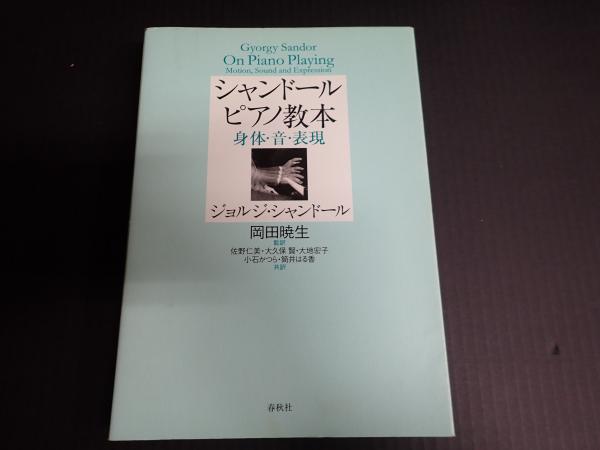 Gyorgy Sandor
On Piano Playing
Motion, Sound and Expression
シャンドール
ピアノ教本
身体・音・表現
ジョルジ・シャンドール
岡田暁生
監訳
佐野仁美・大久保 賢・大地宏子
小石かつら・筒井はる香
共訳
春秋社